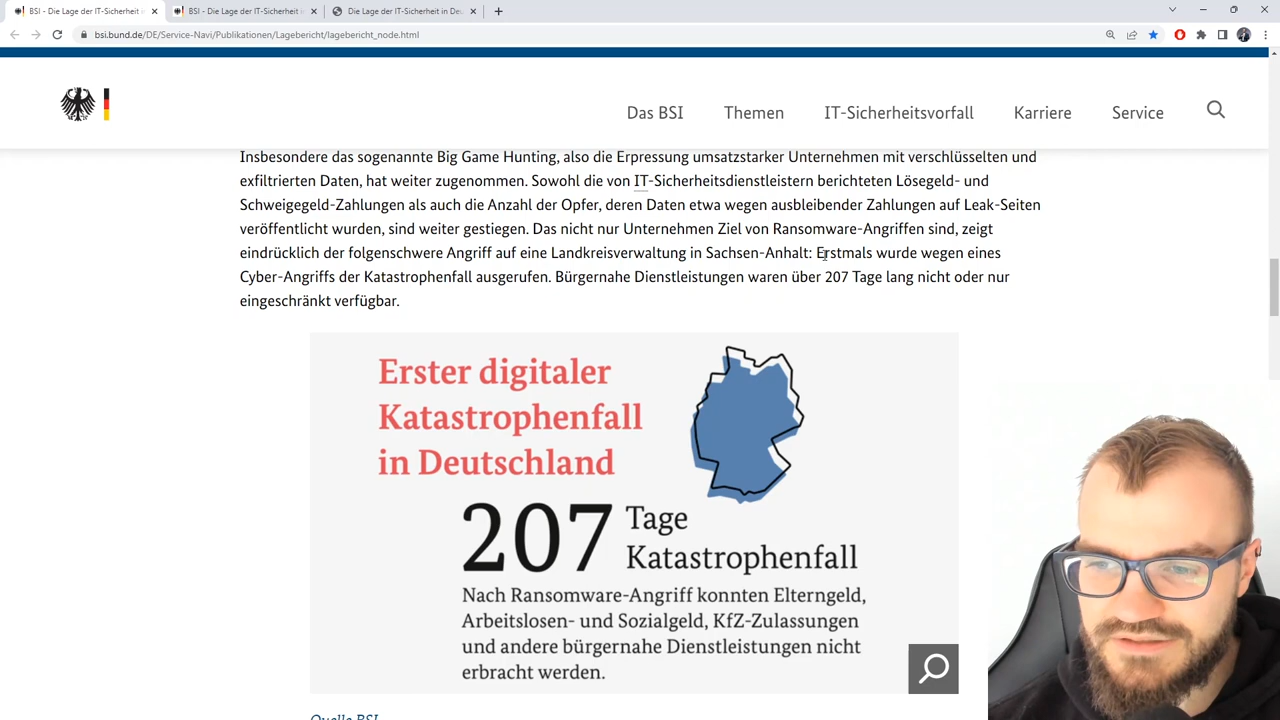 BSI - Die Lage der IT-Sicherheit in
BSI - Die Lage der IT-Sicherheit in
Die Lage der IT-Sicherheit in Deu
bsi.bund.de/DE/Service-Navi/Publikationen/Lagebericht/lagebericht_node.html
Das BSI
Themen
IT-Sicherheitsvorfall
Karriere
Service
Insbesondere das sogenannte Big Game Hunting, also die Erpressung umsatzstarker Unternehmen mit verschlüsselten und
exfiltrierten Daten, hat weiter zugenommen. Sowohl die von IT-Sicherheitsdienstleistern berichteten Lösegeld- und
Schweigegeld-Zahlungen als auch die Anzahl der Opfer, deren Daten etwa wegen ausbleibender Zahlungen auf Leak-Seiten
veröffentlicht wurden, sind weiter gestiegen. Das nicht nur Unternehmen Ziel von Ransomware-Angriffen sind, zeigt
eindrücklich der folgenschwere Angriff auf eine Landkreisverwaltung in Sachsen-Anhalt: Erstmals wurde wegen eines
Cyber-Angriffs der Katastrophenfall ausgerufen. Bürgernahe Dienstleistungen waren über 207 Tage lang nicht oder nur
eingeschränkt verfügbar.
Erster digitaler
Katastrophenfall
in Deutschland
207 Tage
Katastrophenfall
Nach Ransomware-Angriff konnten Elterngeld,
Arbeitslosen- und Sozialgeld, KfZ-Zulassungen
und andere bürgernahe Dienstleistungen nicht
erbracht werden.
Quelle BSI